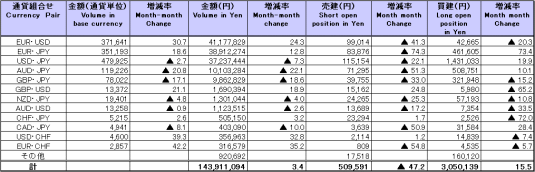 通貨組合せ 金額(通貨単位) 増減率 金額(円) 増減率 売建(円) 増減率 買建(円) 増減率
Currency Pair Volume in base currency Month-month Change Volume in Yen Month-month Change Short open position in Yen Month-month Change Long open position in Yen Month-month Change
EUR・USD 371,641 30.7 41,177,829 24.3 99,014 ▲ 41.3 42,665 ▲ 20.3
EUR・JPY 351,193 18.6 38,912,274 12.8 83,876 ▲ 74.3 461,605 73.4
USD・JPY 479,925 ▲ 2.7 37,237,444 ▲ 7.3 115,154 ▲ 22.1 1,431,033 19.9
AUD・JPY 119,226 ▲ 20.8 10,103,284 ▲ 22.1 71,295 ▲ 51.3 508,751 10.1
GBP・JPY 78,022 ▲ 17.1 9,862,829 ▲ 18.6 39,755 ▲ 33.0 321,948 ▲ 15.2
GBP・USD 13,372 21.1 1,690,394 18.9 15,162 24.8 5,980 ▲ 65.2
NZD・JPY 19,401 ▲ 4.8 1,301,044 ▲ 4.0 24,265 ▲ 25.3 57,193 ▲ 10.8
AUD・USD 13,258 ▲ 0.9 1,123,515 ▲ 2.6 13,689 ▲ 17.2 7,354 ▲ 33.5
CHF・JPY 5,215 2.6 505,150 3.2 23,294 1.7 2,526 ▲ 72.0
CAD・JPY 4,941 ▲ 8.1 403,090 ▲ 10.0 3,639 ▲ 50.9 31,584 28.4
USD・CHF 4,600 39.3 356,963 32.8 2,114 1.2 14,839 ▲ 7.4
EUR・CHF 2,857 42.2 316,579 35.2 809 ▲ 54.8 4,735 ▲ 5.7
その他 920,692 17,518 160,120
計 143,911,094 3.4 509,591 ▲ 47.2 3,050,139 15.5